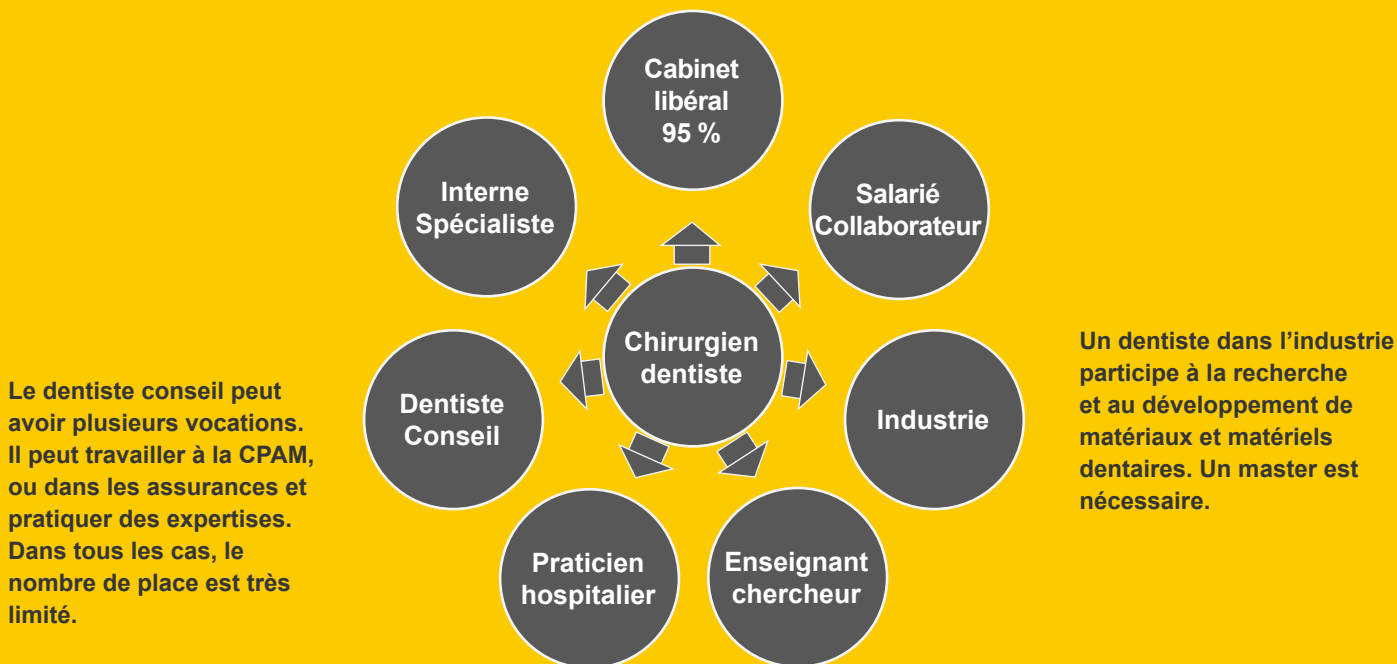 Cabinet
libéral
95 %
Interne
Spécialiste
Salarié
Collaborateur
Chirurgien
dentiste
Dentiste
Conseil
Industrie
Praticien
hospitalier
Enseignant
chercheur
Le dentiste conseil peut
avoir plusieurs vocations.
Il peut travailler à la CPAM,
ou dans les assurances et
pratiquer des expertises.
Dans tous les cas, le
nombre de place est très
limité.
Un dentiste dans l’industrie
participe à la recherche
et au développement de
matériaux et matériels
dentaires. Un master est
nécessaire.